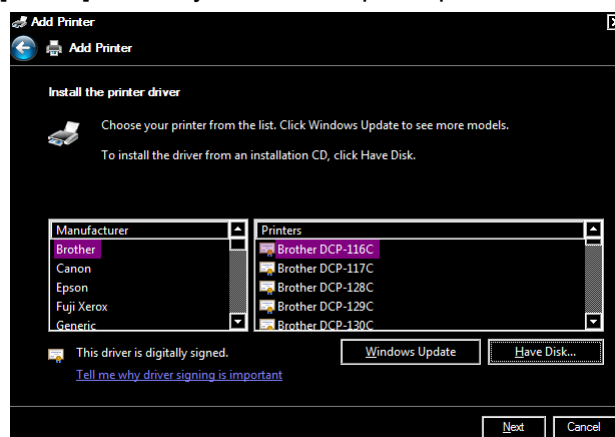 Add Printer
Add Printer
Install the printer driver
Choose your printer from the list. Click Windows Update to see more models.
To install the driver from an installation CD, click Have Disk.
Manufacturer
Brother
Canon
Epson
Fuji Xerox
Generic
Printers
Brother DCP-116C
Brother DCP-117C
Brother DCP-128C
Brother DCP-129C
Brother DCP-130C
This driver is digitally signed.
Tell me why driver signing is important
Windows Update
Have Disk...
Next
Cancel